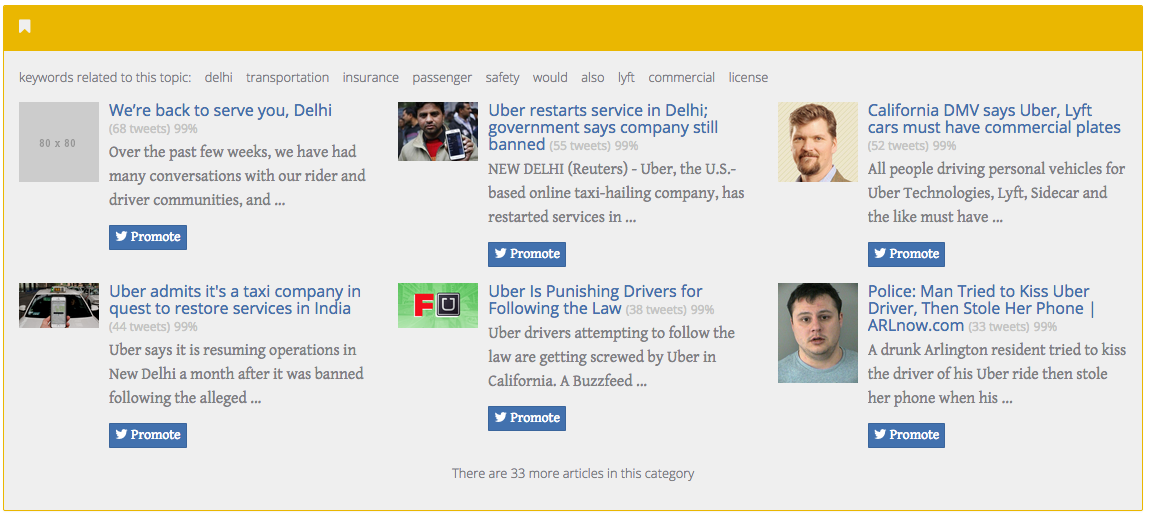 keywords related to this topic: delhi transportation insurance passenger safety would also lyft commercial license
80 x 80
We’re back to serve you, Delhi
(68 tweets) 99%
Over the past few weeks, we have had
many conversations with our rider and
driver communities, and ...
Promote
Uber restarts service in Delhi;
government says company still
banned (55 tweets) 99%
NEW DELHI (Reuters) - Uber, the U.S.-
based online taxi-hailing company, has
restarted services in ...
Promote
California DMV says Uber, Lyft
cars must have commercial plates
(52 tweets) 99%
All people driving personal vehicles for
Uber Technologies, Lyft, Sidecar and
the like must have ...
Promote
Uber admits it's a taxi company in
quest to restore services in India
(44 tweets) 99%
Uber says it is resuming operations in
New Delhi a month after it was banned
following the alleged ...
Promote
FU
Uber Is Punishing Drivers for
Following the Law (38 tweets) 99%
Uber drivers attempting to follow the
law are getting screwed by Uber in
California. A Buzzfeed ...
Promote
Police: Man Tried to Kiss Uber
Driver, Then Stole Her Phone |
ARLnow.com (33 tweets) 99%
A drunk Arlington resident tried to kiss
the driver of his Uber ride then stole
her phone when his ...
Promote
There are 33 more articles in this category